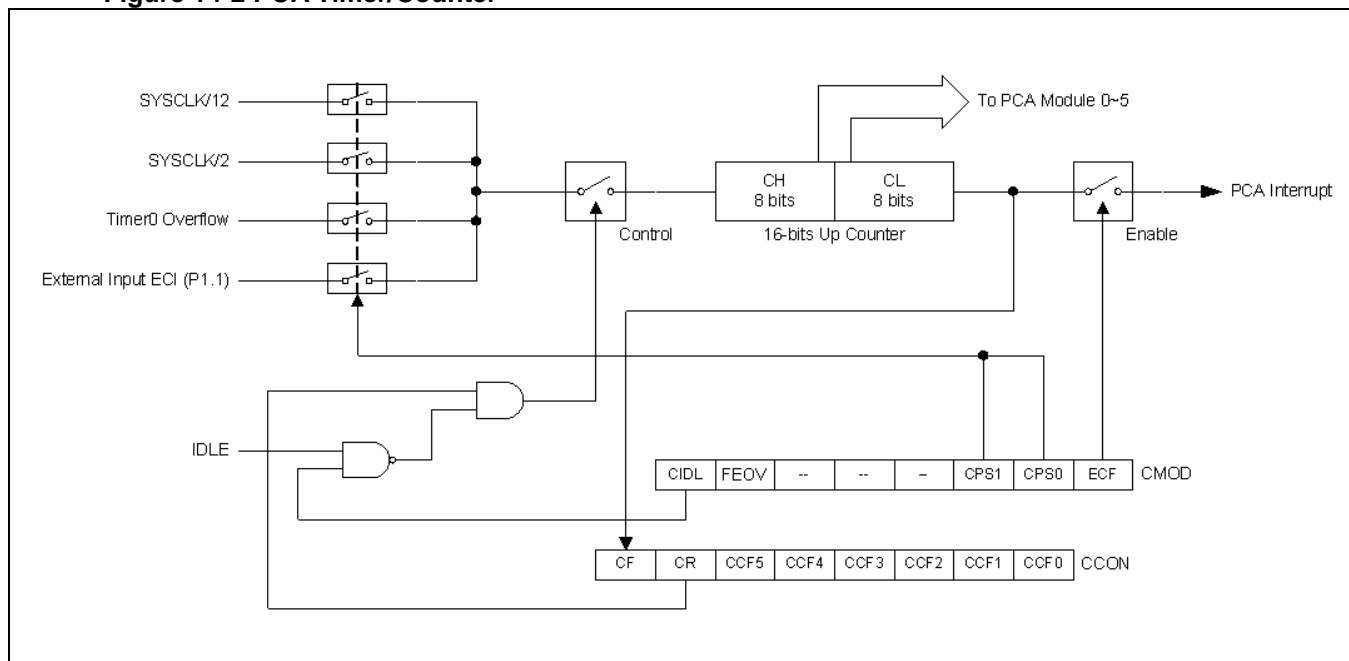 Figure 14-2 PCA Timer/Counter
SYSCLK/12
To PCA Module 0~5
SYSCLK/2
CH
8 bits
CL
8 bits
PCA Interrupt
Timer0 Overflow
Control
16-bits Up Counter
Enable
External Input ECI (P1.1)
IDLE
CIDL FEOV -- -- – CPS1 CPS0 ECF CMOD
CF CR CCF5 CCF4 CCF3 CCF2 CCF1 CCF0 CCON